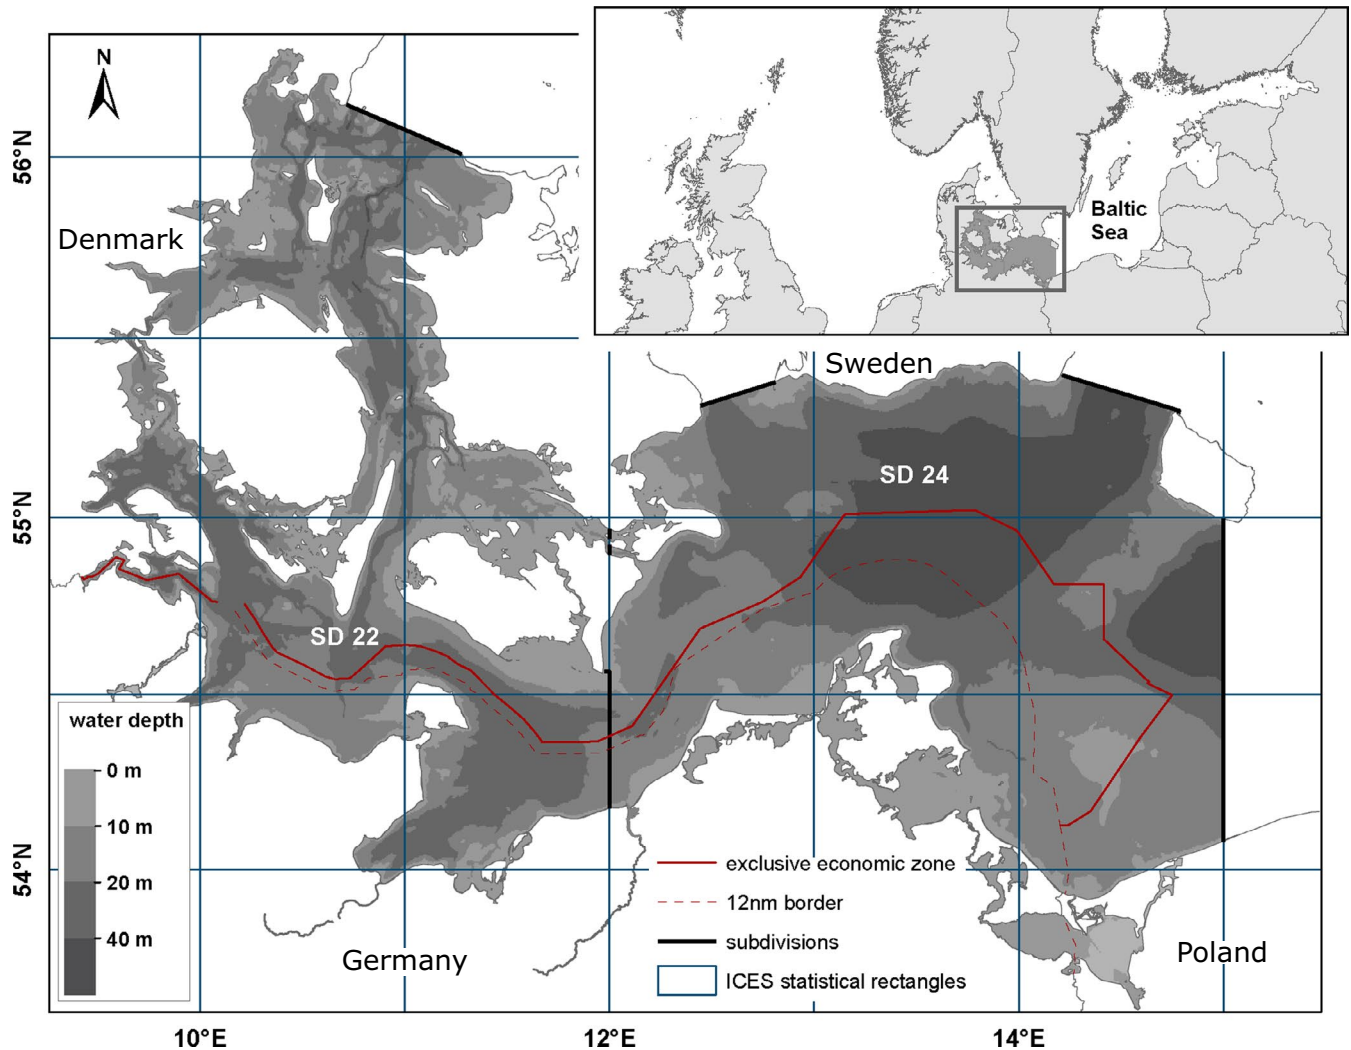 N
56°N
Denmark
Baltic
Sea
Sweden
SD 24
55°N
SD 22
water depth
0 m
10 m
20 m
40 m
54°N
exclusive economic zone
12nm border
subdivisions
ICES statistical rectangles
Germany
Poland
10°E
12°E
14°E